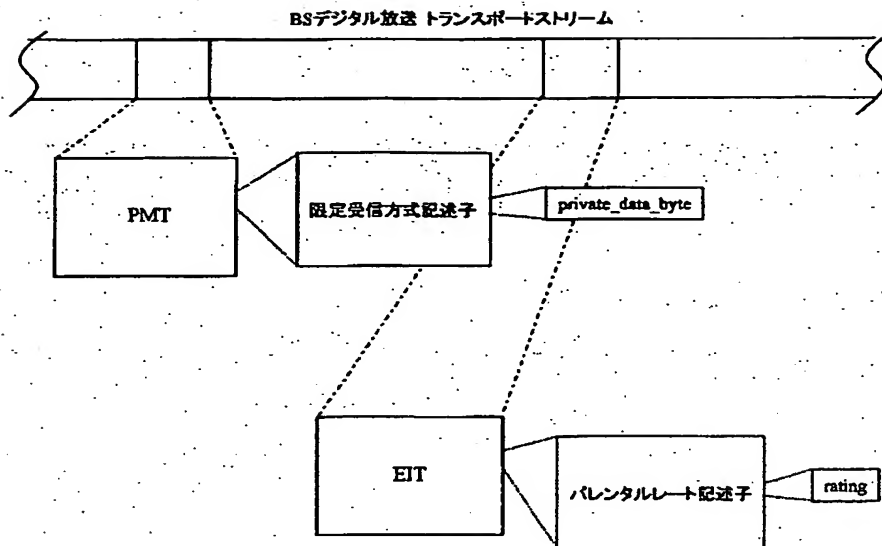 BSデジタル放送 トランスポートストリーム
PMT
限定受信方式記述子
private_data_byte
EIT
パレンタルレート記述子
rating